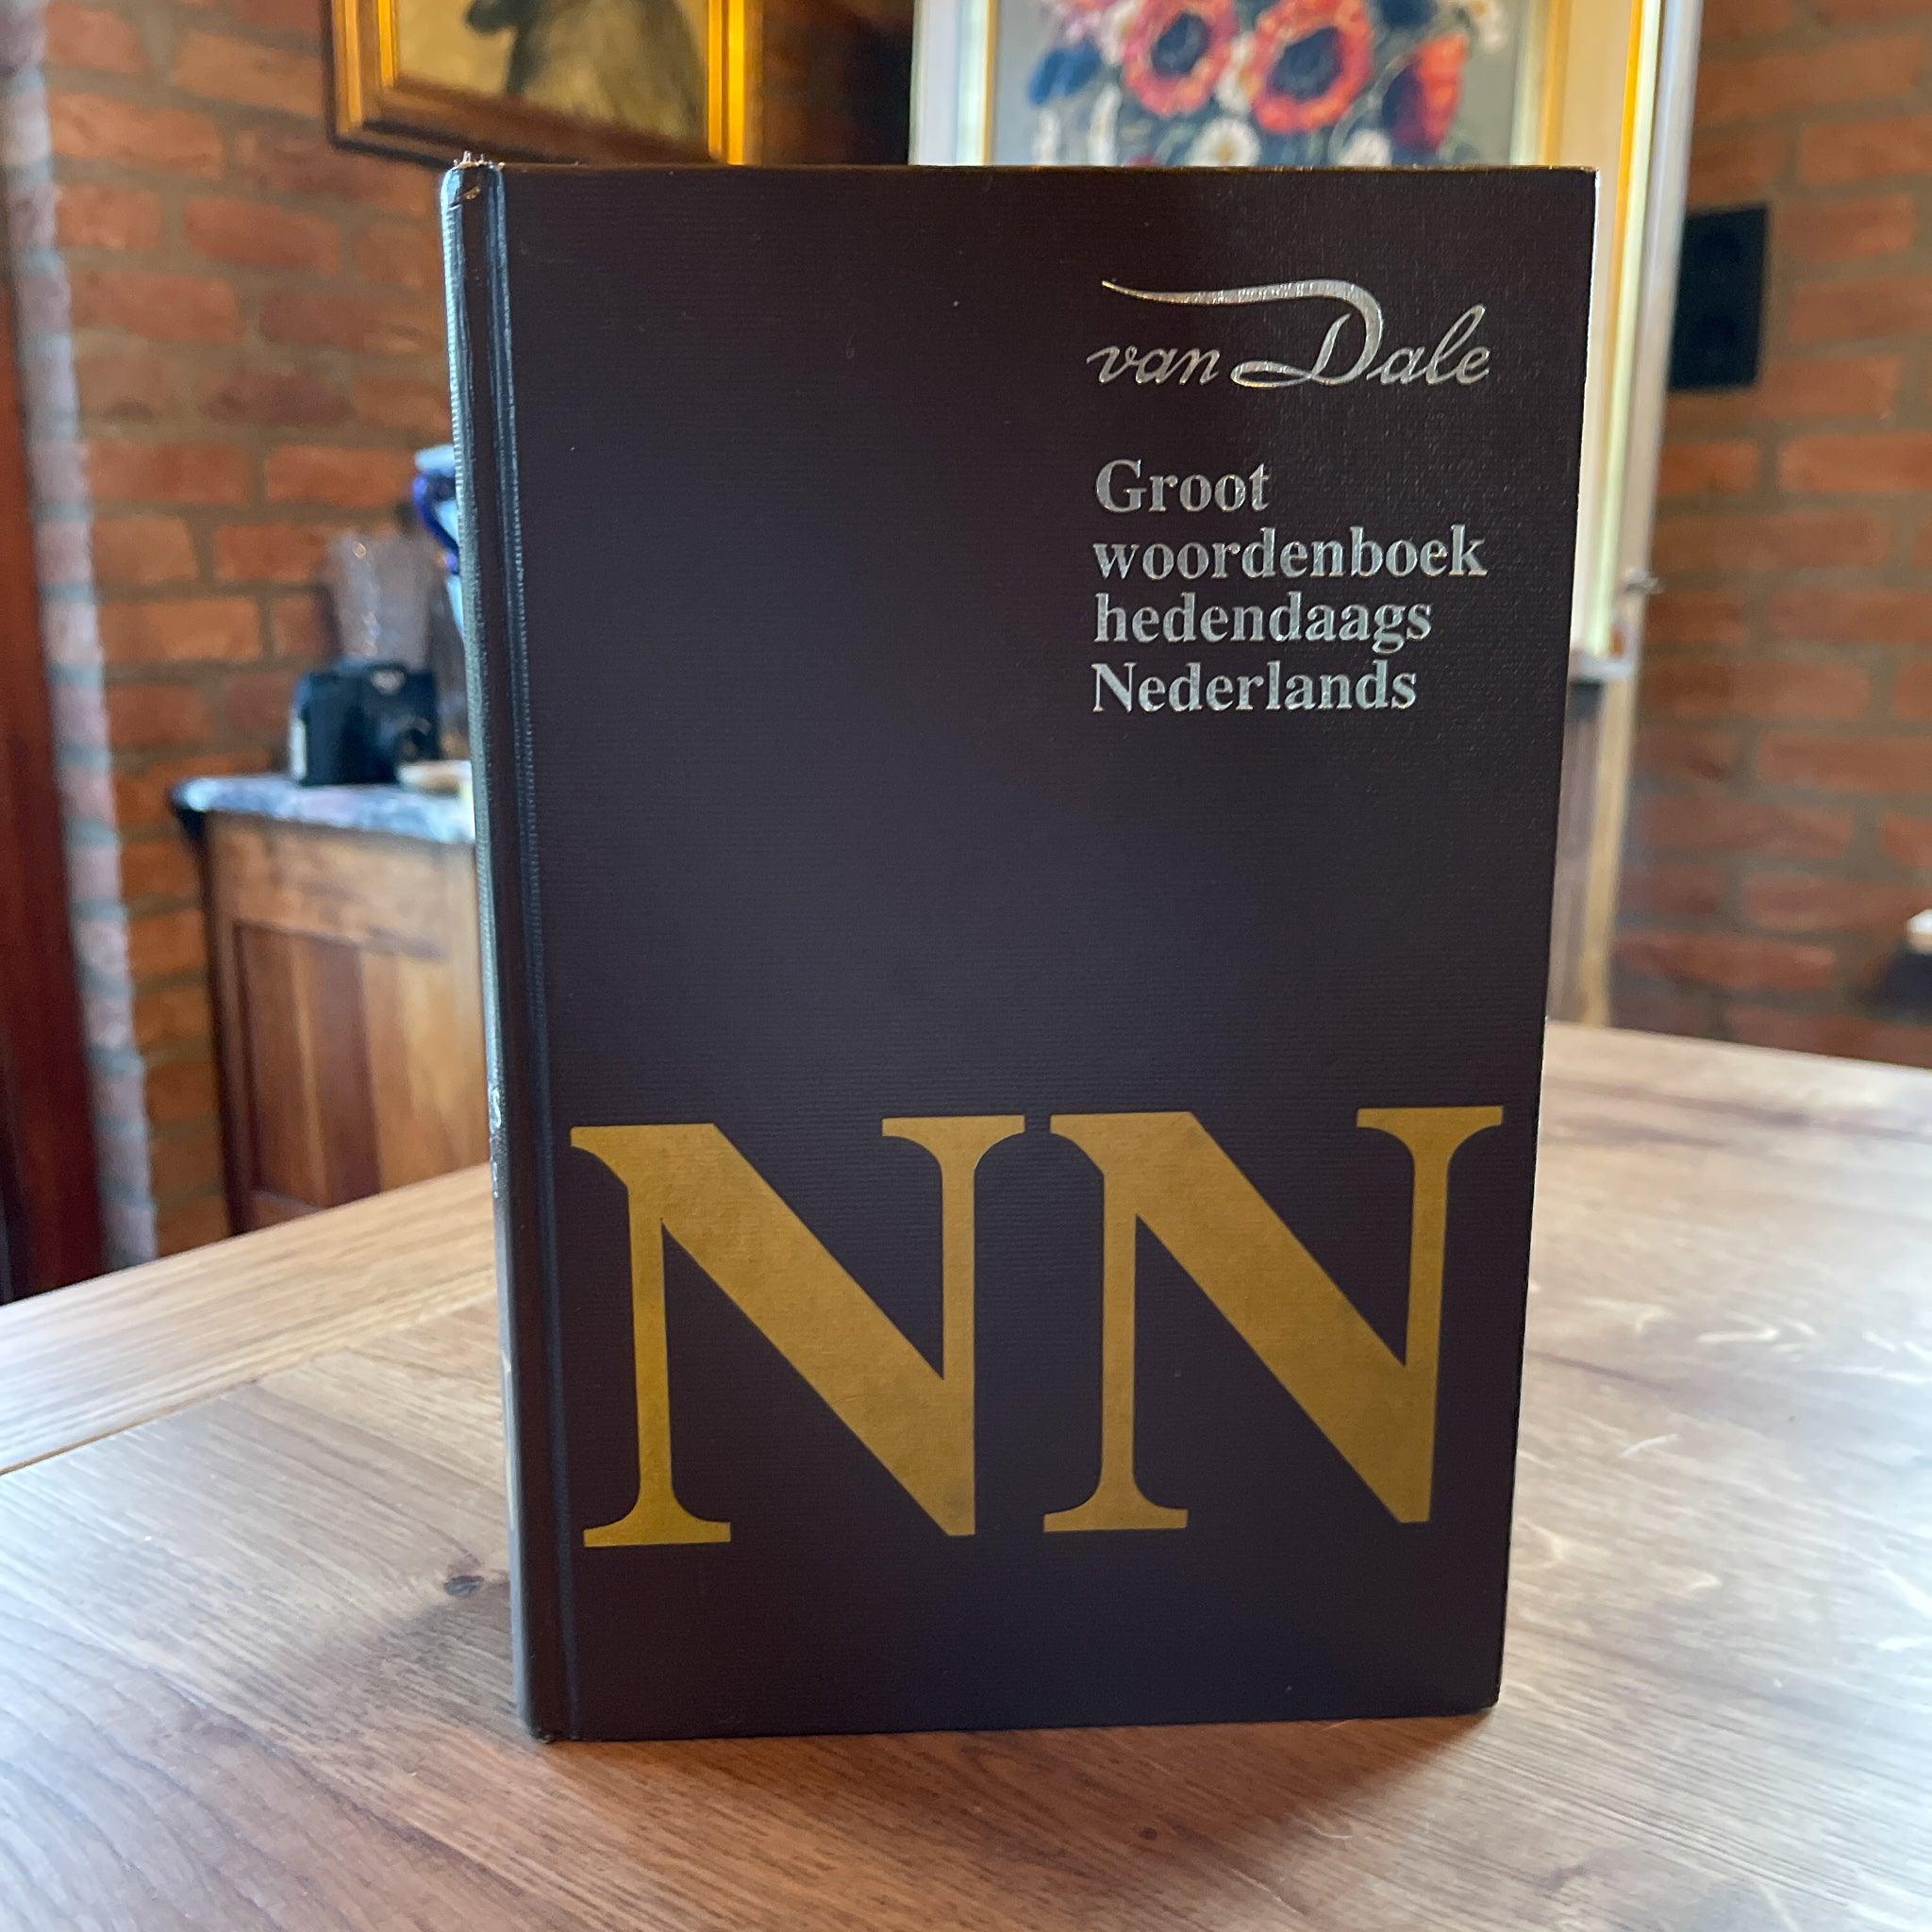 van Dale
Groot
woordenboek
hedendaags
Nederlands
NN